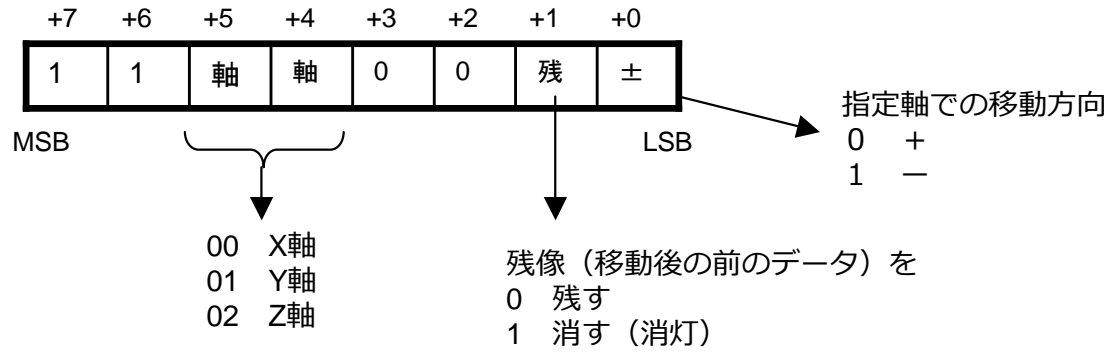 +7 +6 +5 +4 +3 +2 +1 +0
1 1 軸 軸 0 0 残 ±
MSB LSB
指定軸での移動方向
0 +
1 ー
00 X軸
01 Y軸
02 Z軸
残像（移動後の前のデータ）を
0 残す
1 消す（消灯）